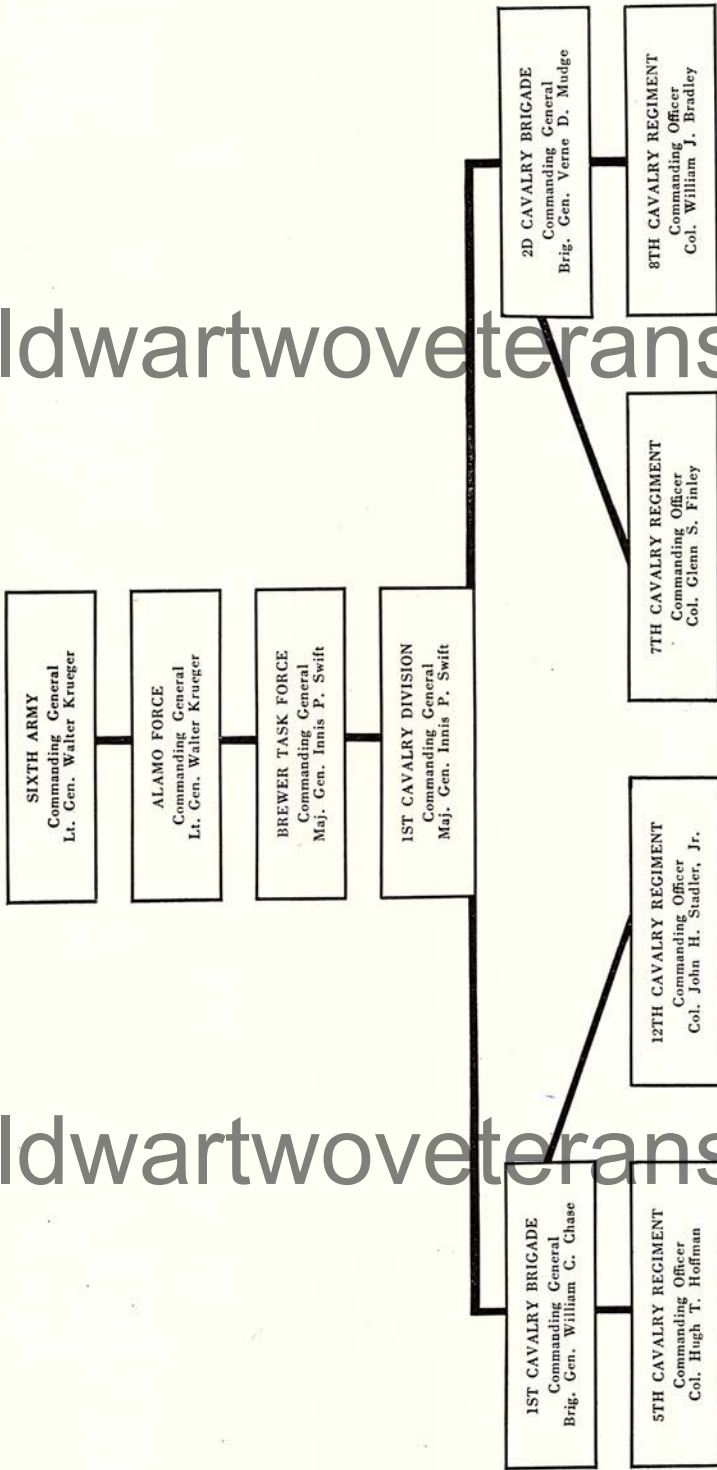 SIXTH ARMY
Commanding General
Lt. Gen. Walter Krueger
ALAMO FORCE
Commanding General
Lt. Gen. Walter Krueger
BREWER TASK FORCE
Commanding General
Maj. Gen. Innis P. Swift
1ST CAVALRY DIVISION
Commanding General
Maj. Gen. Innis P. Swift
1ST CAVALRY BRIGADE
Commanding General
Brig. Gen. William C. Chase
2D CAVALRY BRIGADE
Commanding General
Brig. Gen. Verne D. Mudge
5TH CAVALRY REGIMENT
Commanding Officer
Col. Hugh T. Hoffman
12TH CAVALRY REGIMENT
Commanding Officer
Col. John H. Stadler, Jr.
7TH CAVALRY REGIMENT
Commanding Officer
Col. Glenn S. Finley
8TH CAVALRY REGIMENT
Commanding Officer
Col. William J. Bradley
ldwartwoveterans
ldwartwoveterans